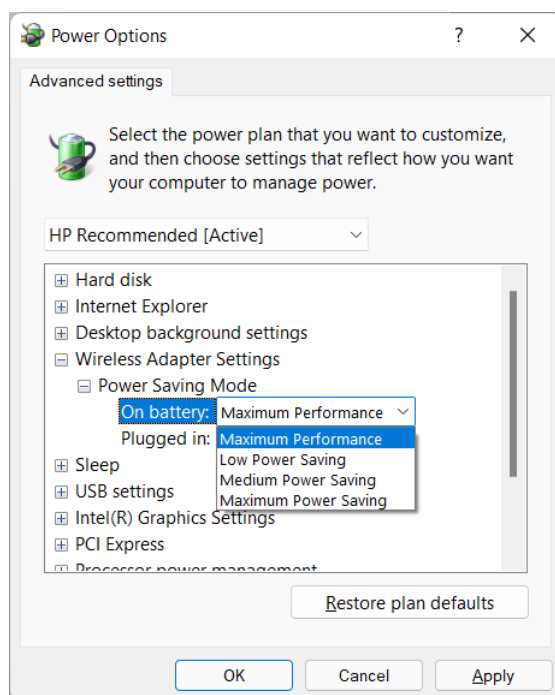 Power Options
?
Advanced settings
Select the power plan that you want to customize,
and then choose settings that reflect how you want
your computer to manage power.
HP Recommended [Active]
Hard disk
Internet Explorer
Desktop background settings
Wireless Adapter Settings
Power Saving Mode
On battery: Maximum Performance
Plugged in: Maximum Performance
Low Power Saving
Medium Power Saving
Maximum Power Saving
Sleep
USB settings
Intel(R) Graphics Settings
PCI Express
Processor power management
Restore plan defaults
OK Cancel Apply